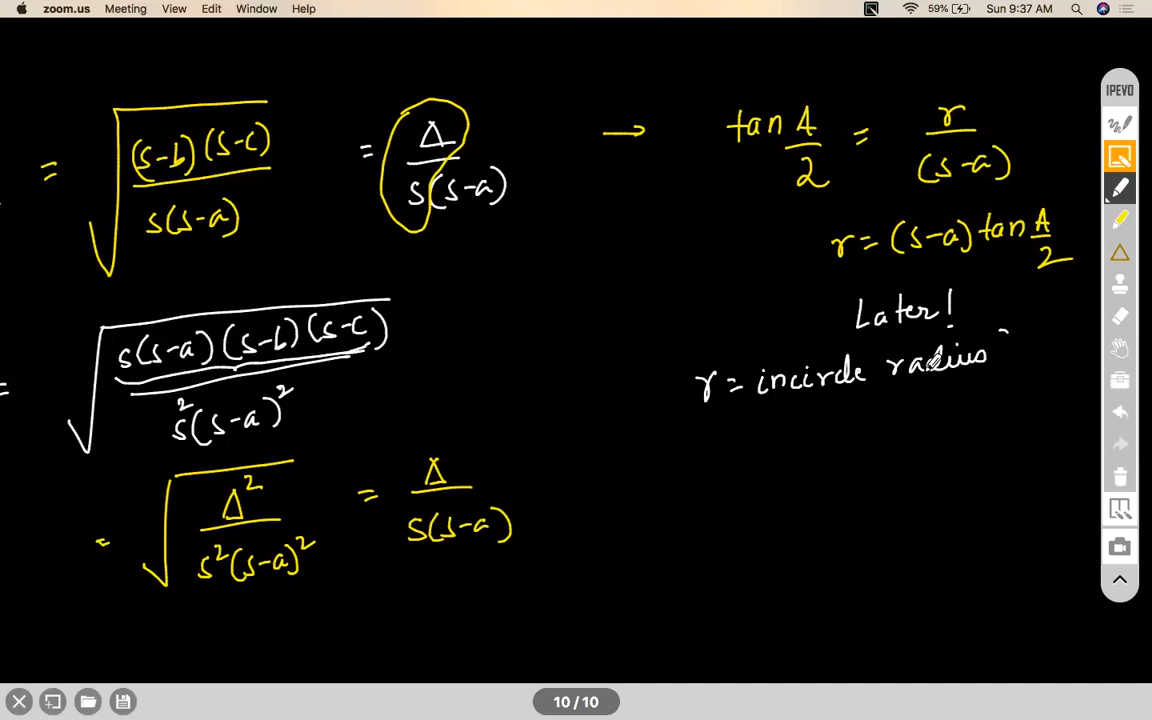 zoom.us Meeting View Edit Window Help 59% Sun 9:37 AM
IPEVO
= √((s-b)(s-c) / s(s-a)) = Δ / s(s-a) → tan A/2 = r / (s-a)
r = (s-a) tan A/2
Later!
r = incircle radius
= √(s(s-a)(s-b)(s-c) / s²(s-a)²)
= √(Δ² / s²(s-a)²) = Δ / s(s-a)
10 / 10